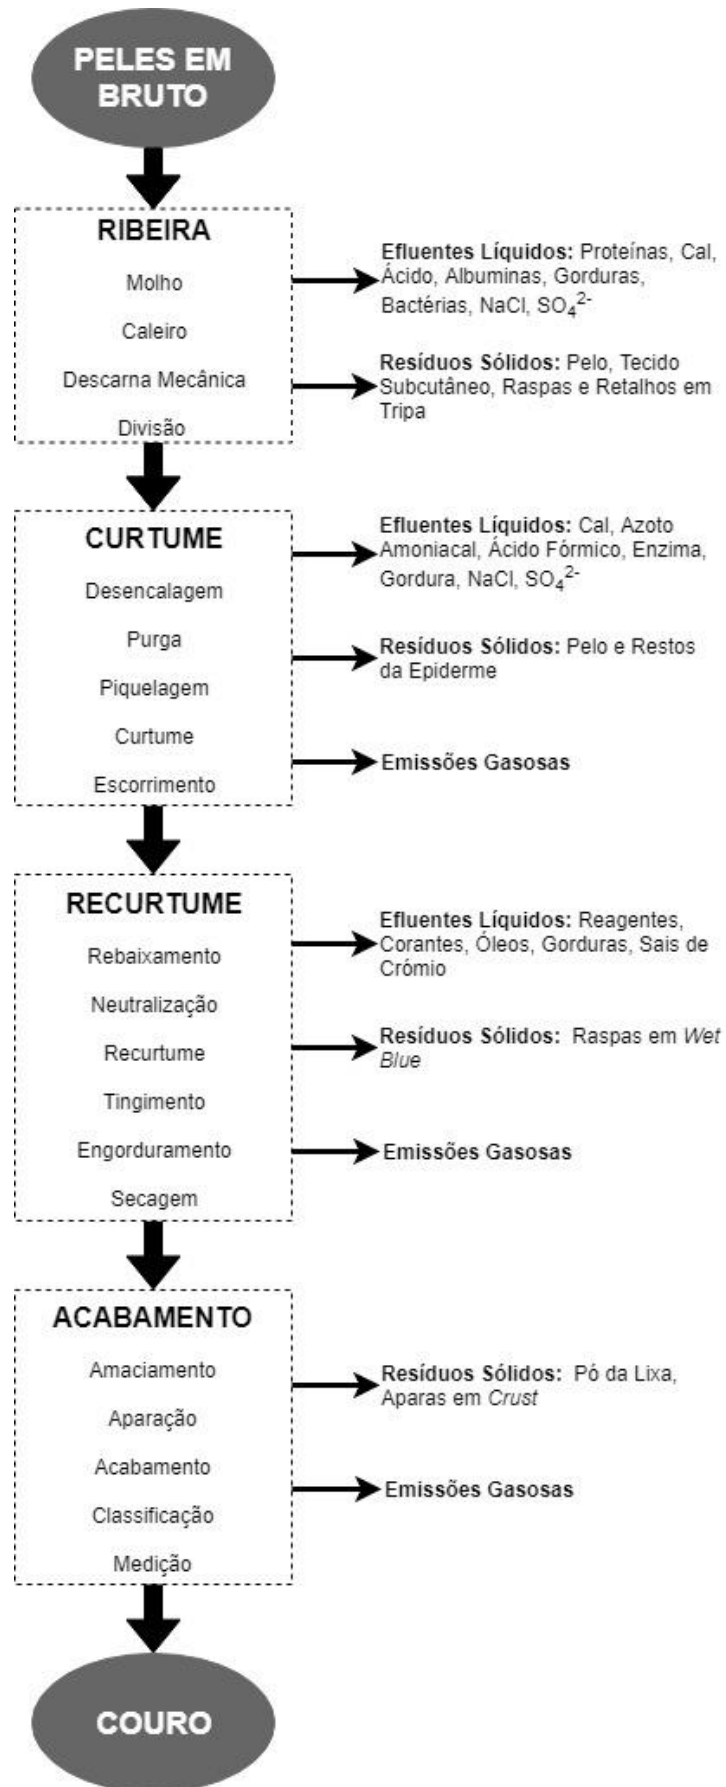 PELES EM
BRUTO
RIBEIRA
Molho
Caleiro
Descarna Mecânica
Divisão
Efluentes Líquidos: Proteínas, Cal,
Ácido, Albuminas, Gorduras,
Bactérias, NaCl, SO₄²⁻
Resíduos Sólidos: Pelo, Tecido
Subcutâneo, Raspas e Retalhos em
Tripa
CURTUME
Desencalagem
Purga
Piquelagem
Curtume
Escorrimento
Efluentes Líquidos: Cal, Azoto
Amoniacal, Ácido Fórmico, Enzima,
Gordura, NaCl, SO₄²⁻
Resíduos Sólidos: Pelo e Restos
da Epiderme
Emissões Gasosas
RECURTUME
Rebaixamento
Neutralização
Recurtume
Tingimento
Engorduramento
Secagem
Efluentes Líquidos: Reagentes,
Corantes, Óleos, Gorduras, Sais de
Crómio
Resíduos Sólidos: Raspas em Wet
Blue
Emissões Gasosas
ACABAMENTO
Amaciamento
Aparação
Acabamento
Classificação
Medição
Resíduos Sólidos: Pó da Lixa,
Aparas em Crust
Emissões Gasosas
COURO